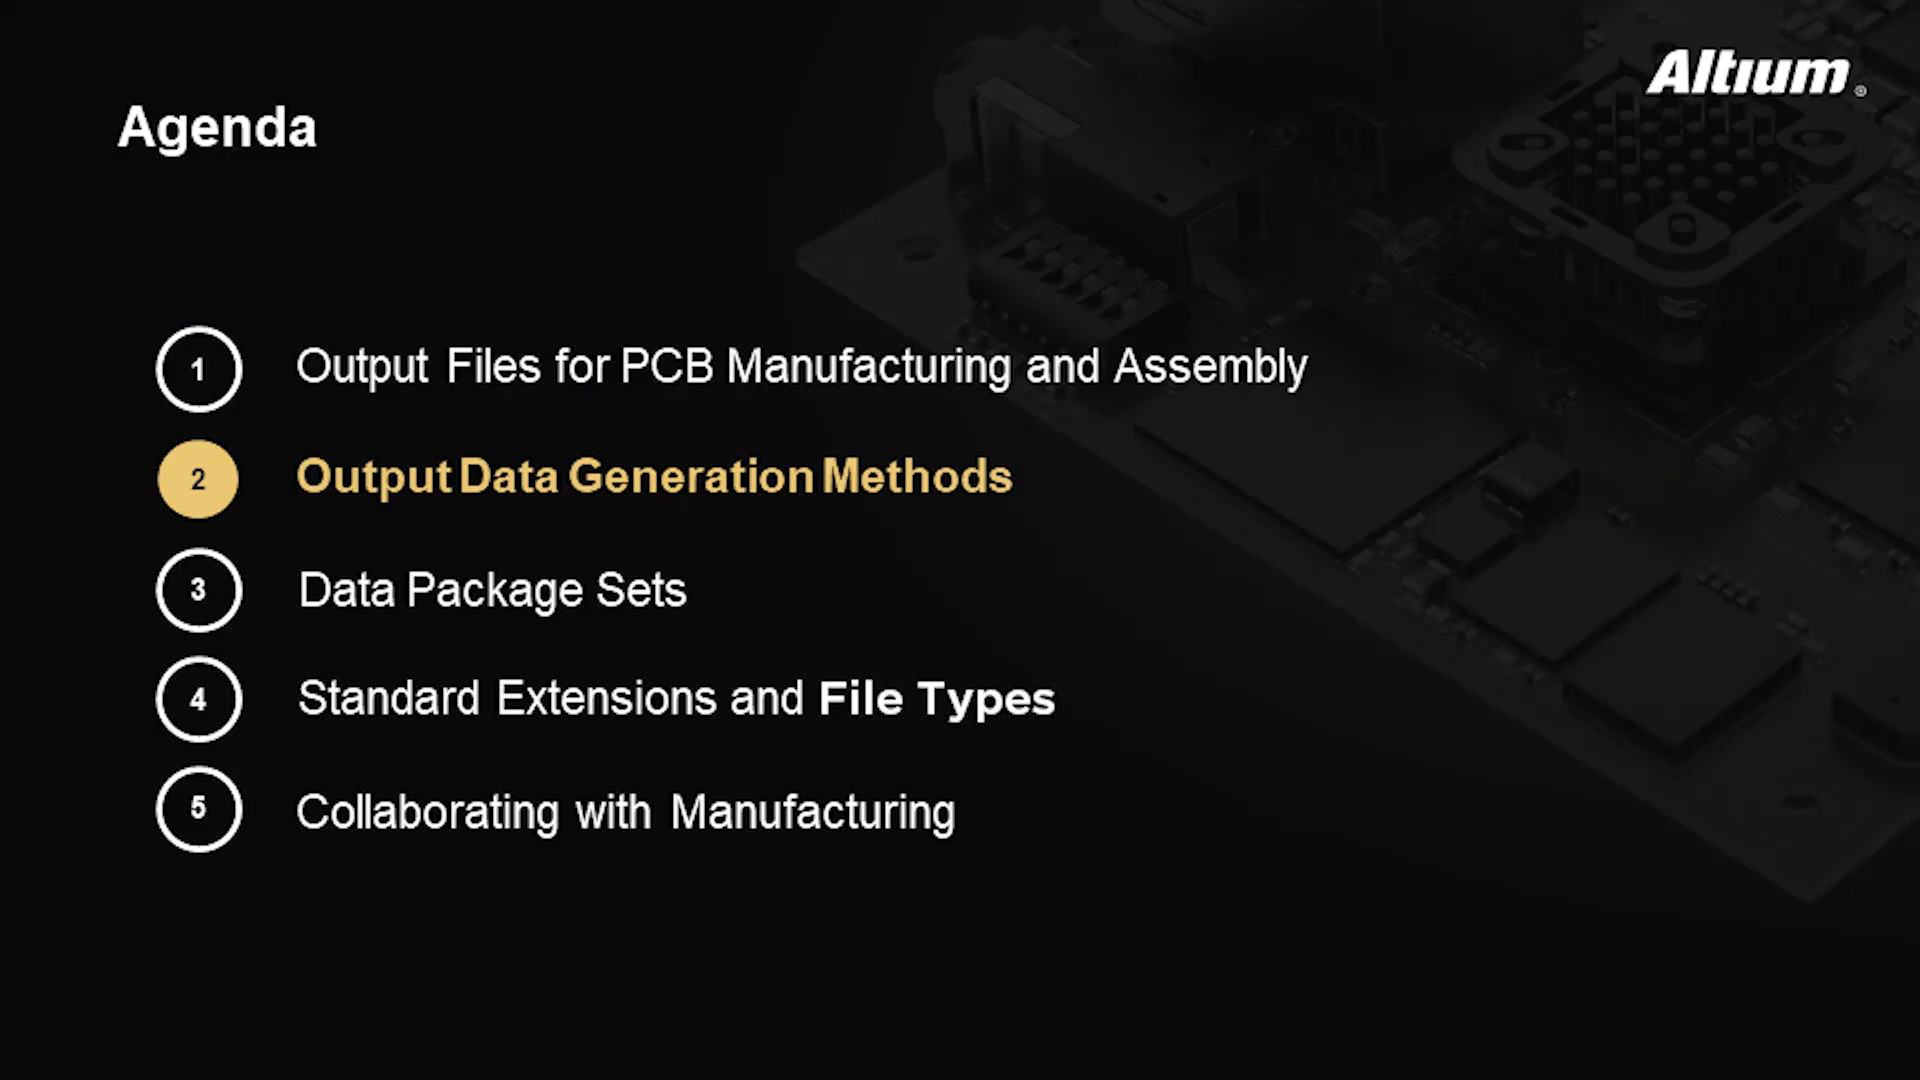 Altium®
Agenda
1 Output Files for PCB Manufacturing and Assembly
2 Output Data Generation Methods
3 Data Package Sets
4 Standard Extensions and File Types
5 Collaborating with Manufacturing